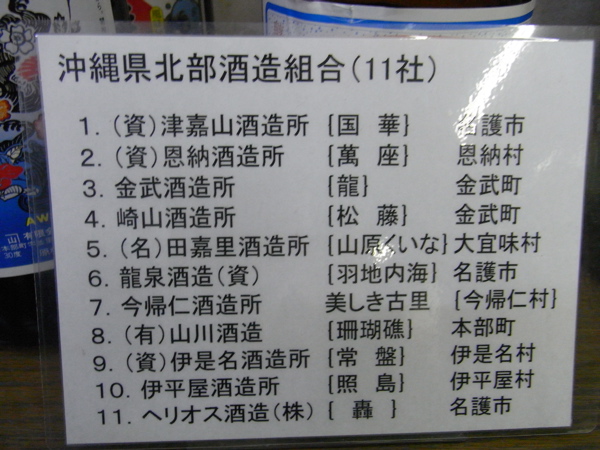 沖縄県北部酒造組合(11社)
1. (資)津嘉山酒造所 {国 華} 名護市
2. (資)恩納酒造所 {萬 座} 恩納村
3. 金武酒造所 {龍} 金武町
4. 崎山酒造所 {松 藤} 金武町
5. (名)田嘉里酒造所 {山原くいな} 大宜味村
6. 龍泉酒造(資) {羽地内海} 名護市
7. 今帰仁酒造所 美しき古里 {今帰仁村}
8. (有)山川酒造 {珊瑚礁} 本部町
9. (資)伊是名酒造所 {常 盤} 伊是名村
10. 伊平屋酒造所 {照 島} 伊平屋村
11. ヘリオス酒造(株) { 轟 } 名護市
AW
30度